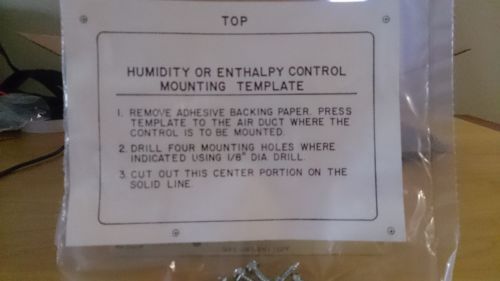 TOP
HUMIDITY OR ENTHALPY CONTROL
MOUNTING TEMPLATE
1. REMOVE ADHESIVE BACKING PAPER. PRESS
TEMPLATE TO THE AIR DUCT WHERE THE
CONTROL IS TO BE MOUNTED.
2. DRILL FOUR MOUNTING HOLES WHERE
INDICATED USING 1/8" DIA DRILL.
3. CUT OUT THIS CENTER PORTION ON THE
SOLID LINE.